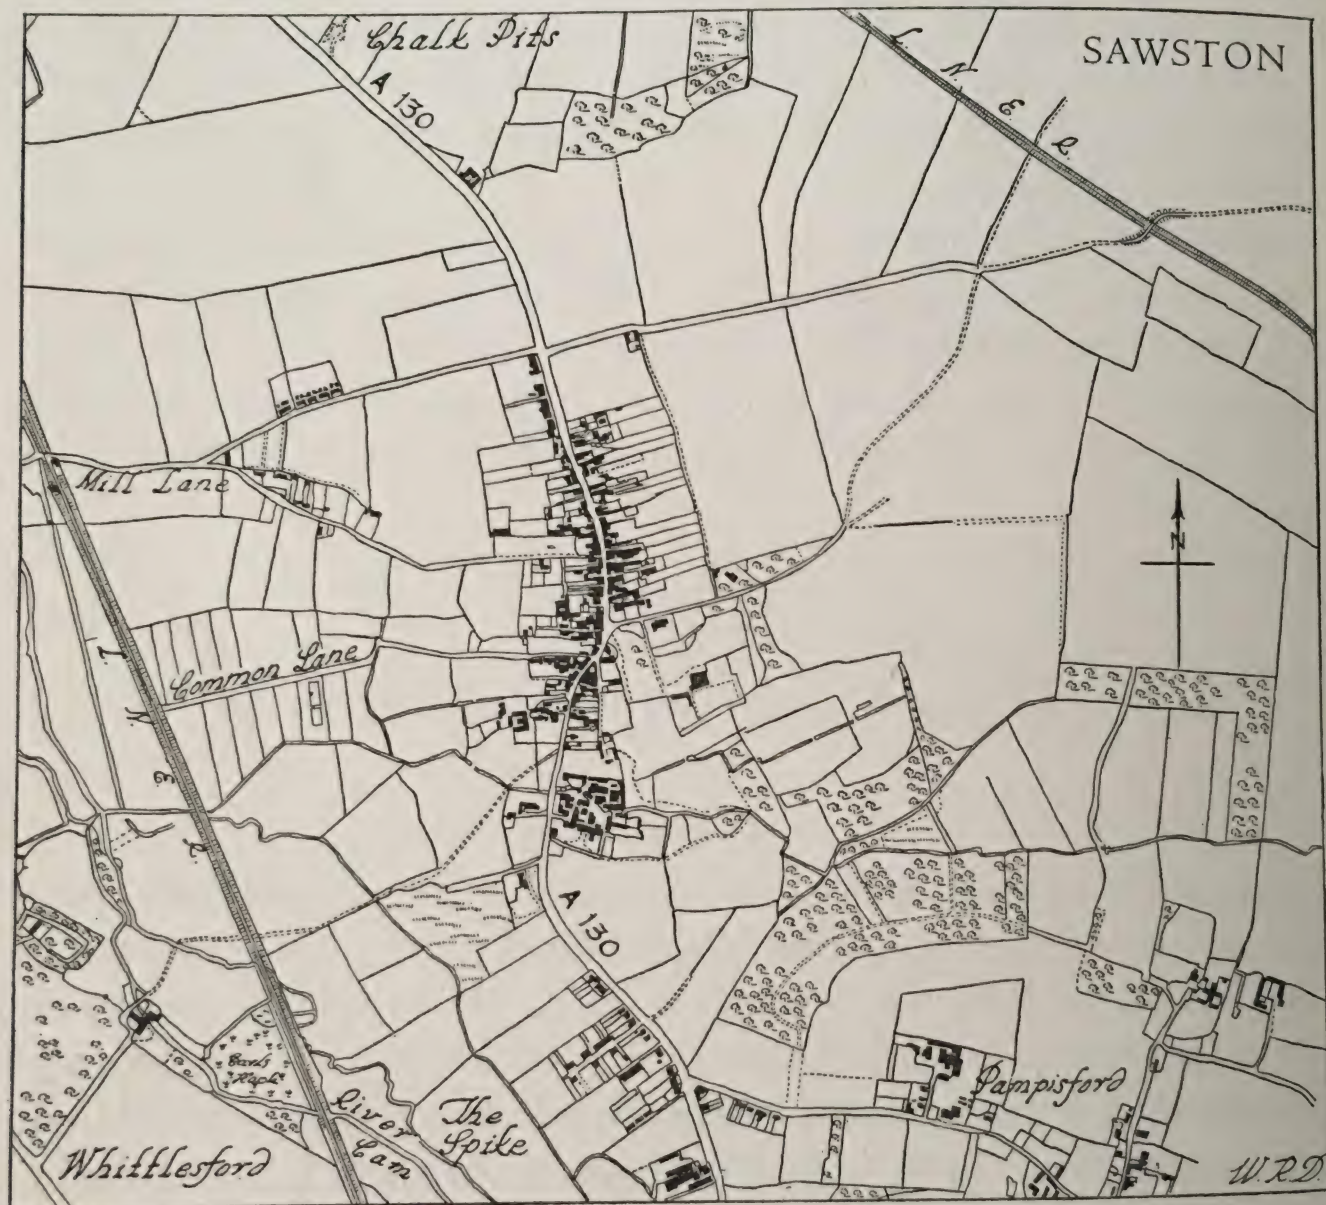 SAWSTON
Chalk Pits
A 130
L. N. E. R.
Mill Lane
N
Common Lane
L. N. E. R.
A 130
River Cam
The Spike
Pampisford
Whittlesford
W.R.D.